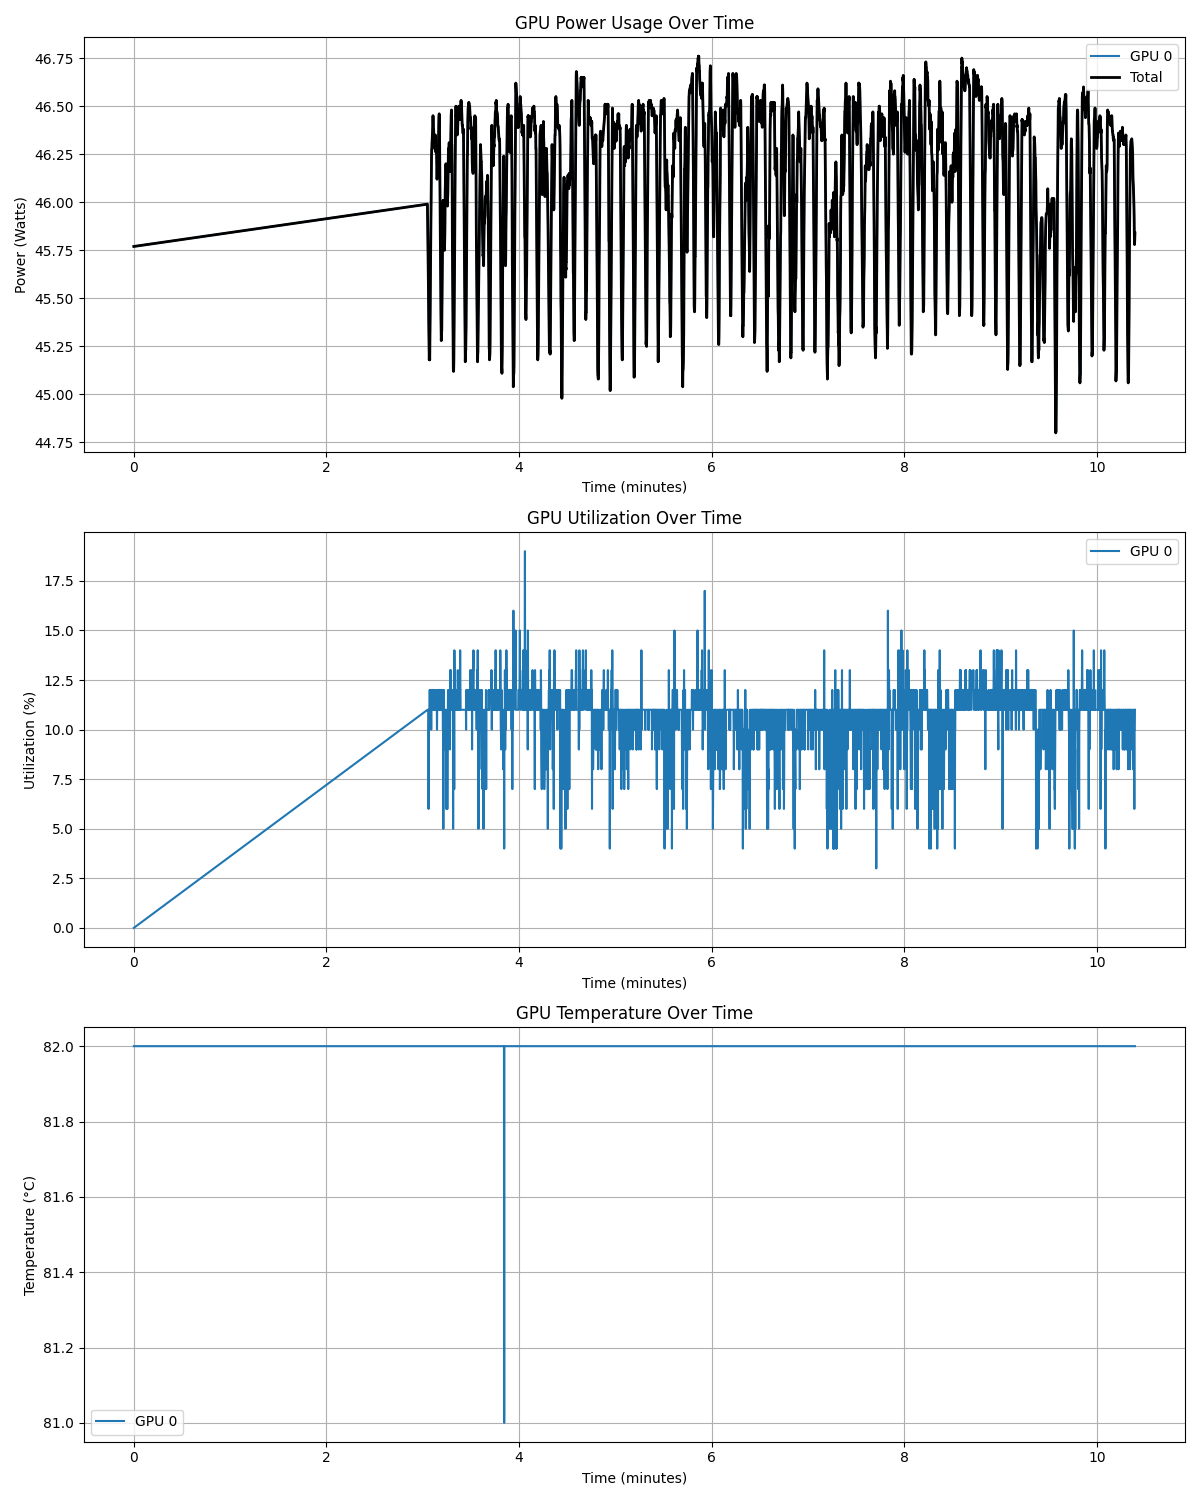 GPU Power Usage Over Time
46.75
46.50
46.25
46.00
45.75
45.50
45.25
45.00
44.75
Power (Watts)
GPU 0
Total
0 2 4 6 8 10
Time (minutes)
GPU Utilization Over Time
17.5
15.0
12.5
10.0
7.5
5.0
2.5
0.0
Utilization (%)
GPU 0
0 2 4 6 8 10
Time (minutes)
GPU Temperature Over Time
82.0
81.8
81.6
81.4
81.2
81.0
Temperature (°C)
GPU 0
0 2 4 6 8 10
Time (minutes)